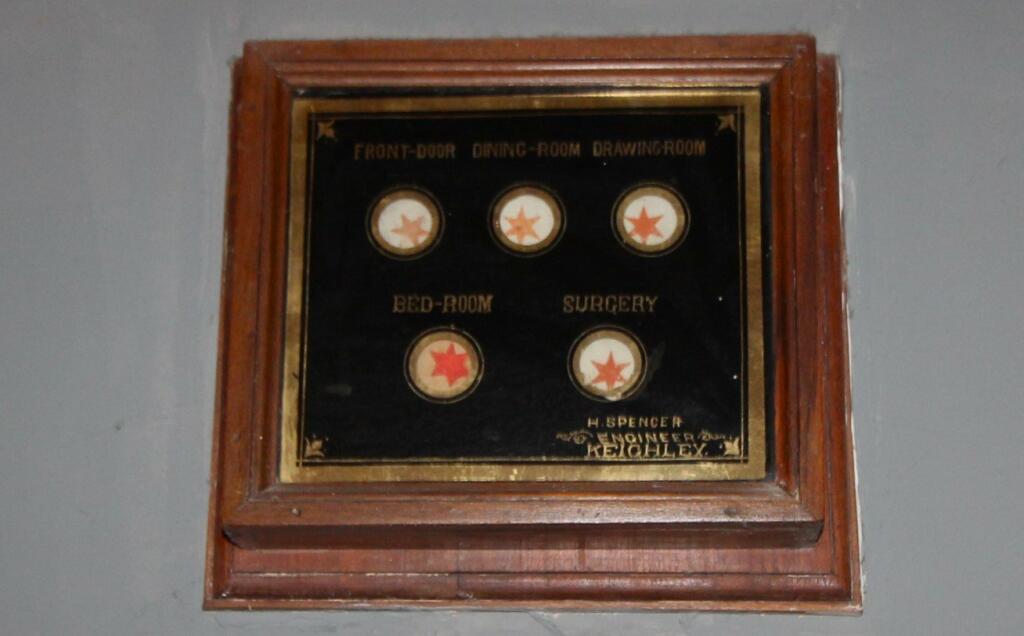 FRONT-DOOR DINING-ROOM DRAWING-ROOM
BED-ROOM SURGERY
H. SPENCER
ENGINEER
KEIGHLEY.